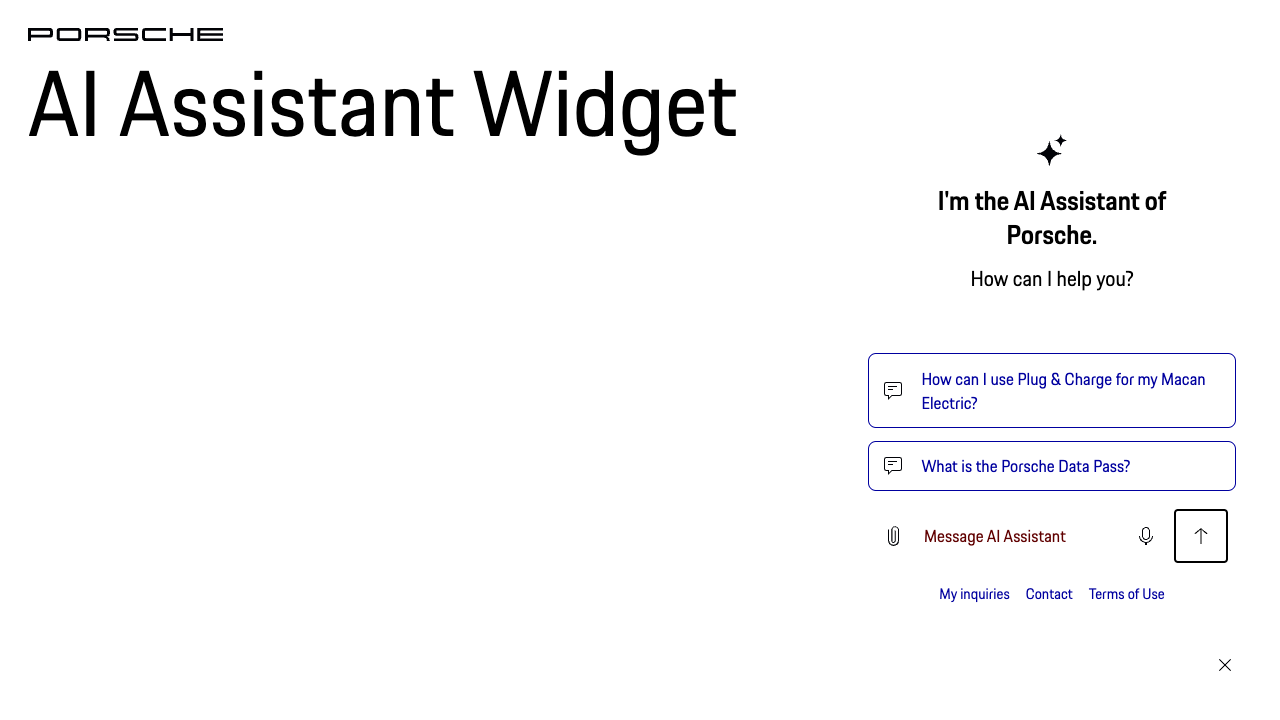 PORSCHE
AI Assistant Widget
I'm the AI Assistant of
Porsche.
How can I help you?
How can I use Plug & Charge for my Macan
Electric?
What is the Porsche Data Pass?
Message AI Assistant
My inquiries Contact Terms of Use